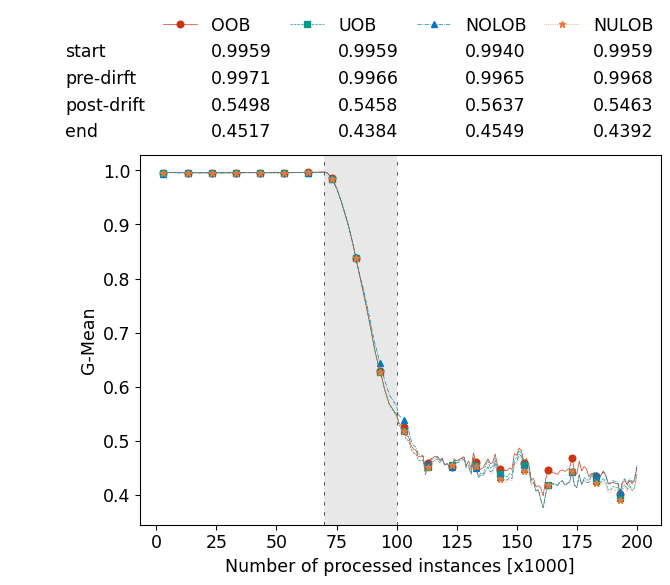 OOB UOB NOLOB NULOB
start 0.9959 0.9959 0.9940 0.9959
pre-dirft 0.9971 0.9966 0.9965 0.9968
post-drift 0.5498 0.5458 0.5637 0.5463
end 0.4517 0.4384 0.4549 0.4392
1.0
0.9
0.8
0.7
0.6
0.5
0.4
G-Mean
0 25 50 75 100 125 150 175 200
Number of processed instances [x1000]